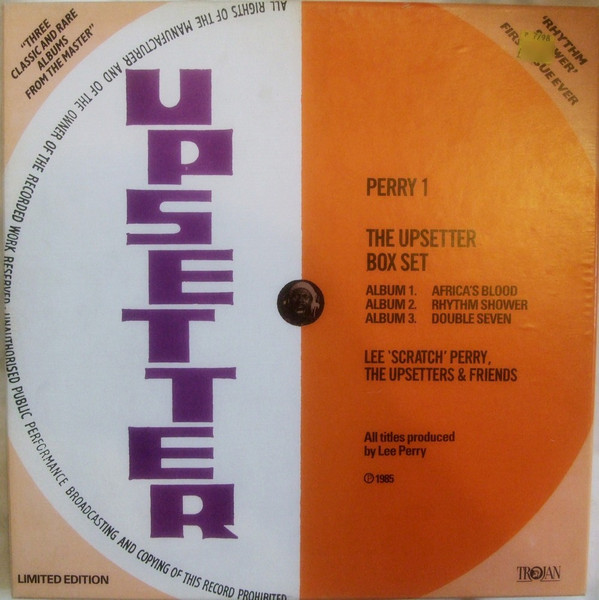 "THREE
CLASSIC AND RARE
ALBUMS
FROM THE MASTER"
'RHYTHM
FIRST ISSUE EVER
ALL RIGHTS OF THE MANUFACTURER AND OF THE OWNER OF THE RECORDED WORK RESERVED UNAUTHORISED PUBLIC PERFORMANCE BROADCASTING AND COPYING OF THIS RECORD PROHIBITED
UPSETTER
PERRY 1
THE UPSETTER
BOX SET
ALBUM 1. AFRICA'S BLOOD
ALBUM 2. RHYTHM SHOWER
ALBUM 3. DOUBLE SEVEN
LEE 'SCRATCH' PERRY,
THE UPSETTERS & FRIENDS
All titles produced
by Lee Perry
℗ 1985
LIMITED EDITION
TROJAN